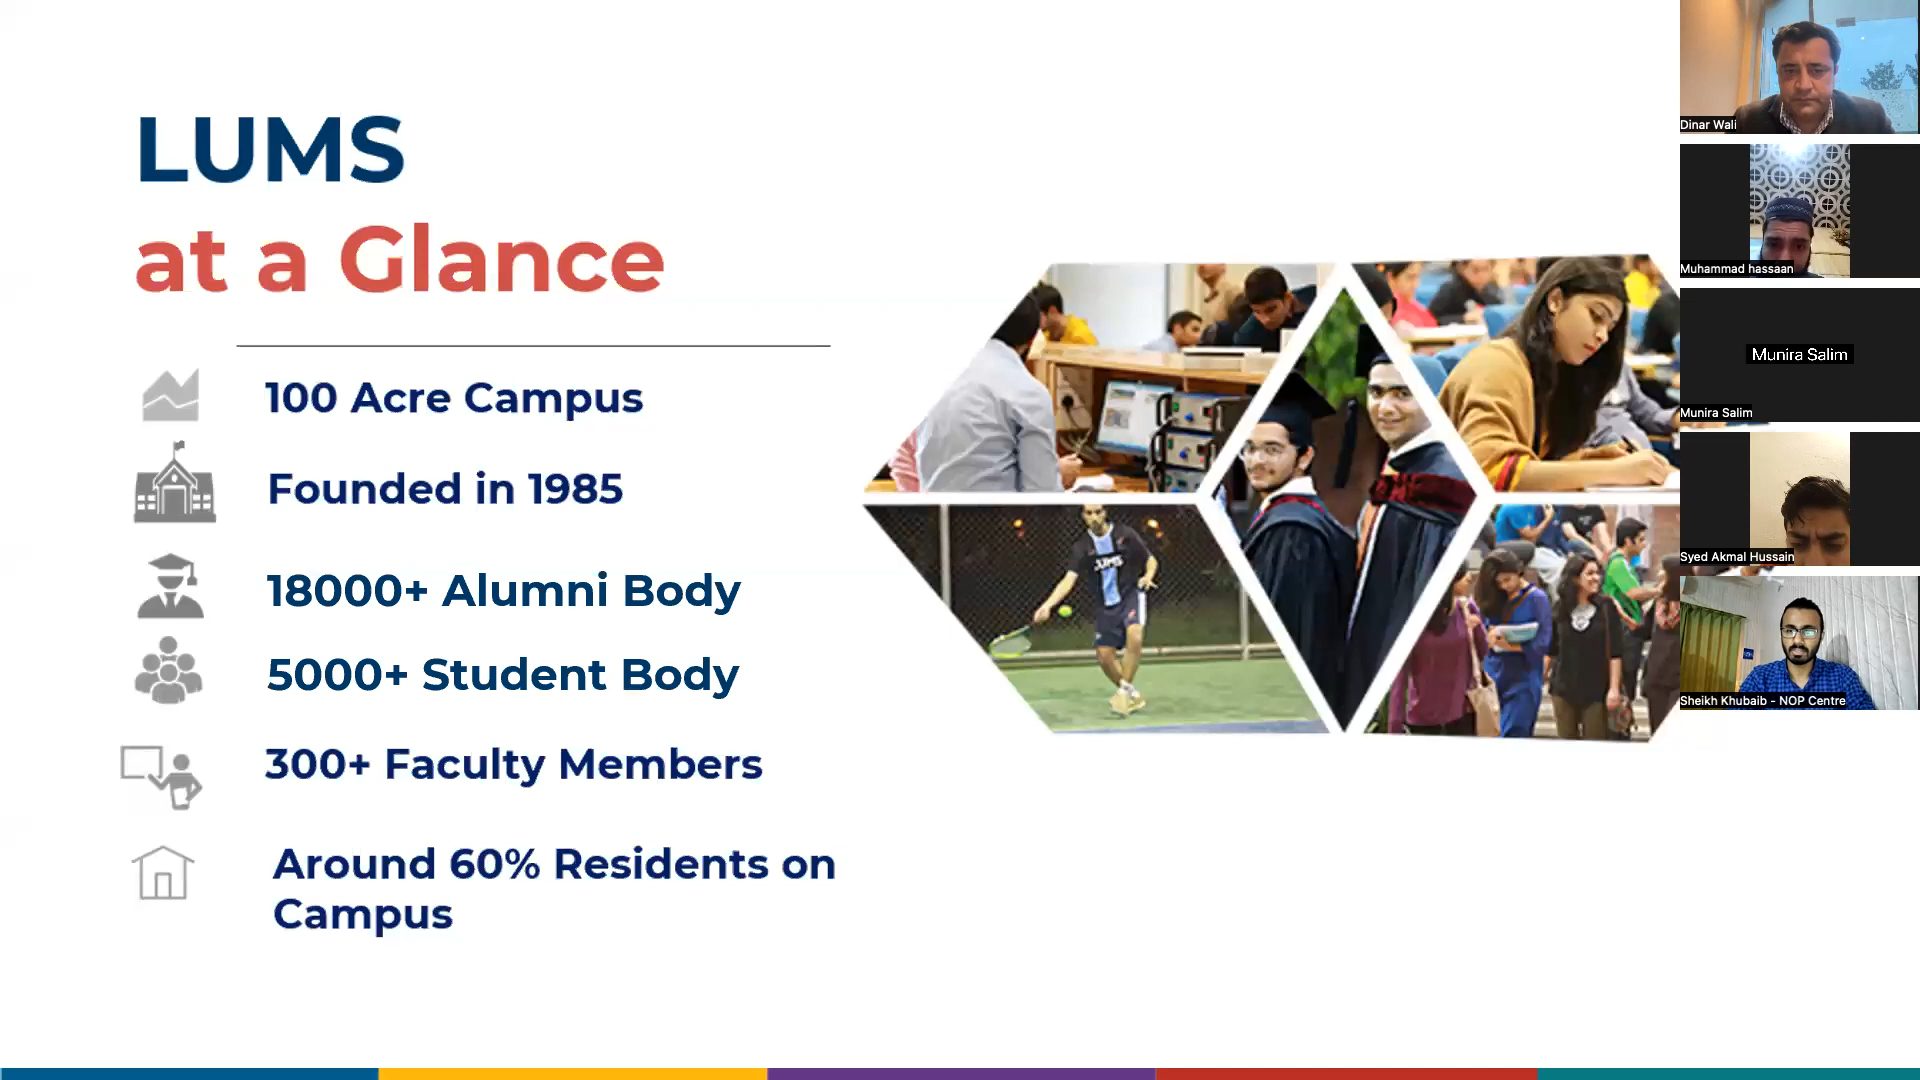 LUMS
at a Glance
100 Acre Campus
Founded in 1985
18000+ Alumni Body
5000+ Student Body
300+ Faculty Members
Around 60% Residents on
Campus
Dinar Wali
Muhammad hassaan
Munira Salim
Munira Salim
Syed Akmal Hussain
Sheikh Khubaib - NOP Centre